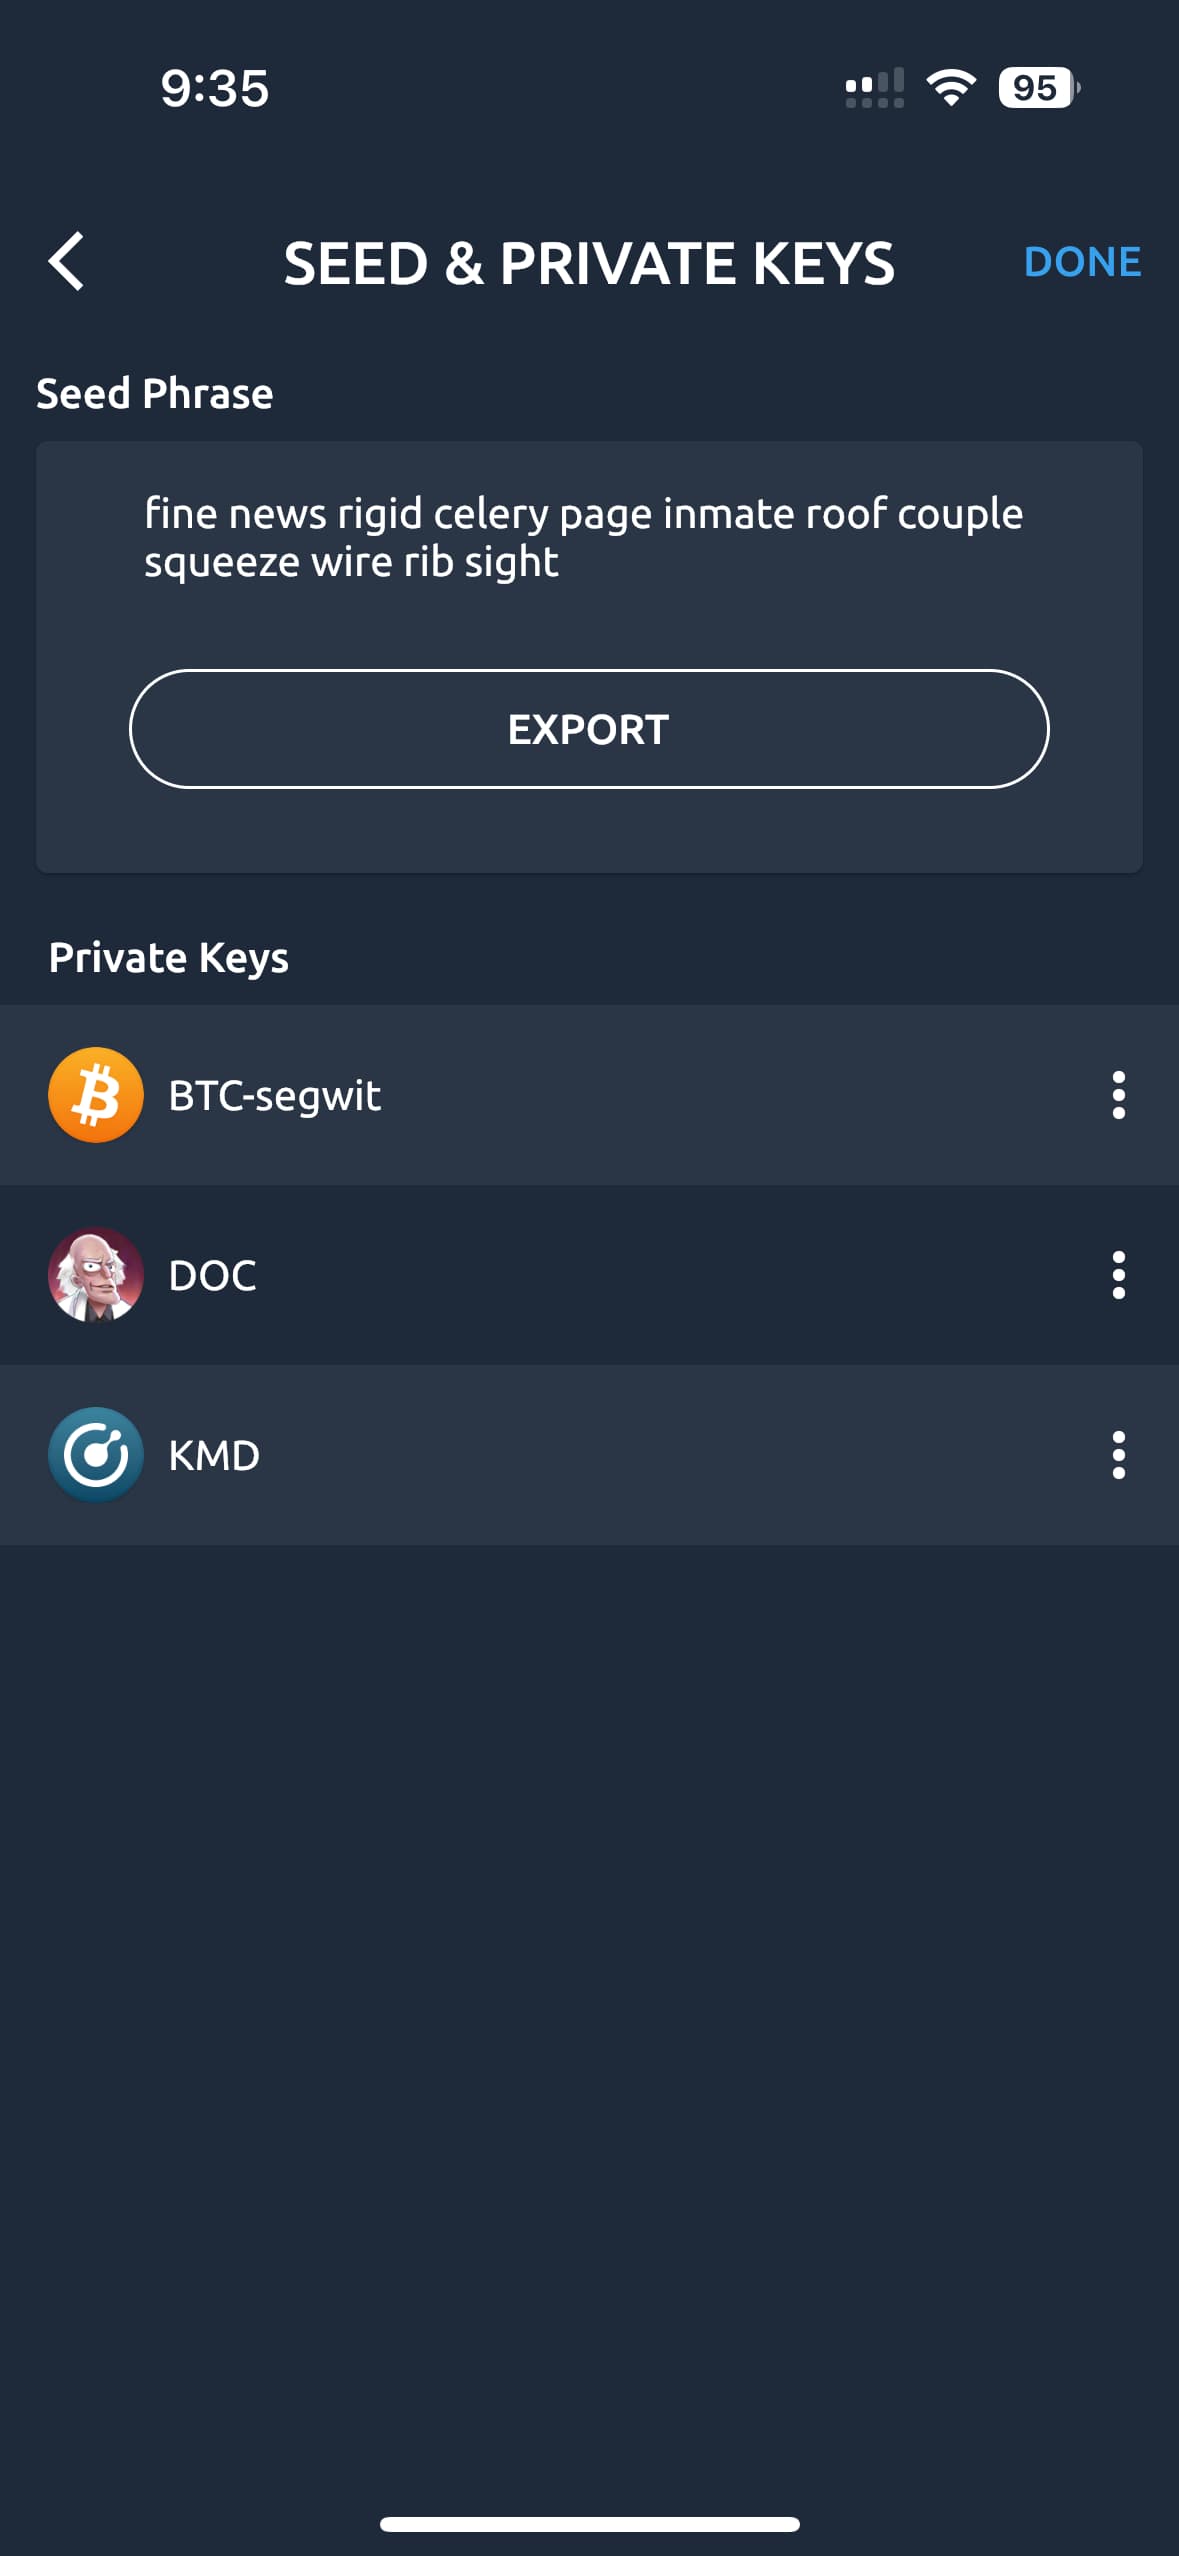 9:35
95
SEED & PRIVATE KEYS
DONE
Seed Phrase
fine news rigid celery page inmate roof couple
squeeze wire rib sight
EXPORT
Private Keys
BTC-segwit
DOC
KMD